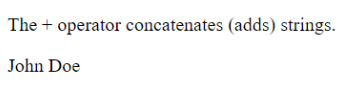 The + operator concatenates (adds) strings.
John Doe